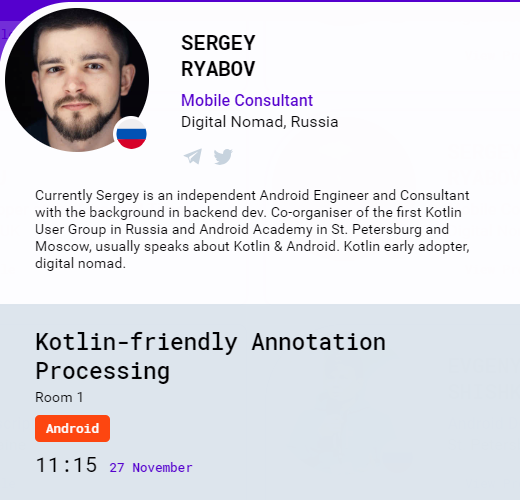 SERGEY
RYABOV
Mobile Consultant
Digital Nomad, Russia
Currently Sergey is an independent Android Engineer and Consultant
with the background in backend dev. Co-organiser of the first Kotlin
User Group in Russia and Android Academy in St. Petersburg and
Moscow, usually speaks about Kotlin & Android. Kotlin early adopter,
digital nomad.
Kotlin-friendly Annotation
Processing
Room 1
Android
11:15 27 November